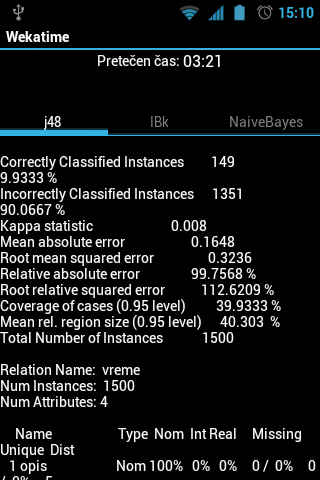 15:10
Wekatime
Pretečen čas: 03:21
j48 IBk NaiveBayes
Correctly Classified Instances 149
9.9333 %
Incorrectly Classified Instances 1351
90.0667 %
Kappa statistic 0.008
Mean absolute error 0.1648
Root mean squared error 0.3236
Relative absolute error 99.7568 %
Root relative squared error 112.6209 %
Coverage of cases (0.95 level) 39.9333 %
Mean rel. region size (0.95 level) 40.303 %
Total Number of Instances 1500
Relation Name: vreme
Num Instances: 1500
Num Attributes: 4
Name Type Nom Int Real Missing
Unique Dist
1 opis Nom 100% 0% 0% 0 / 0% 0
/ 0% 5